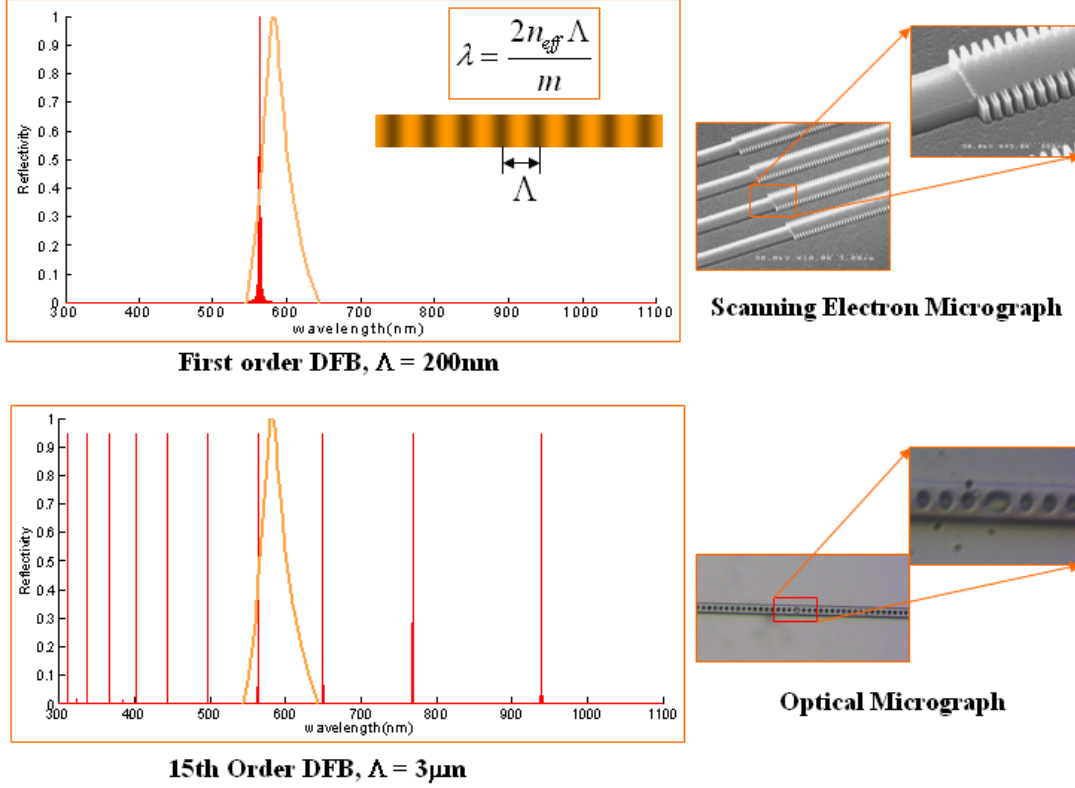 1
0.9
0.8
0.7
0.6
0.5
0.4
0.3
0.2
0.1
0
Reflectivity
300 400 500 600 700 800 900 1000 1100
wavelength(nm)
λ = 2n_eff Λ / m
Λ
First order DFB, Λ = 200nm
Scanning Electron Micrograph
1
0.9
0.8
0.7
0.6
0.5
0.4
0.3
0.2
0.1
0
Reflectivity
300 400 500 600 700 800 900 1000 1100
wavelength(nm)
15th Order DFB, Λ = 3μm
Optical Micrograph